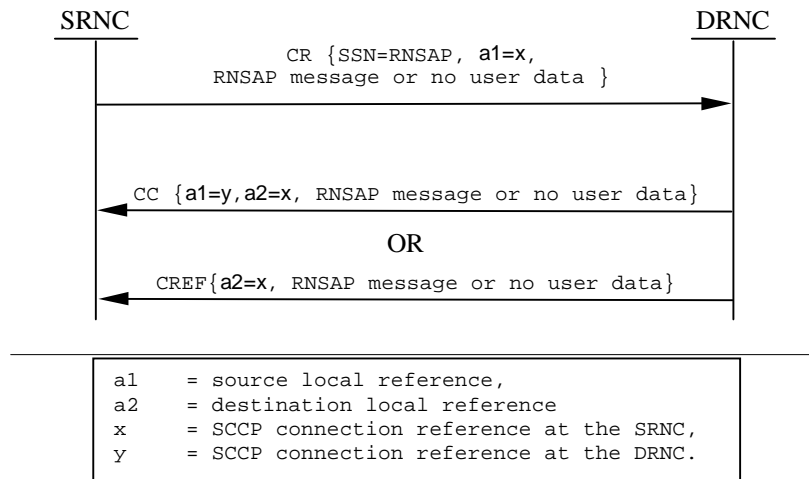 SRNC DRNC
CR {SSN=RNSAP, a1=x,
RNSAP message or no user data }
CC {a1=y,a2=x, RNSAP message or no user data}
OR
CREF{a2=x, RNSAP message or no user data}
a1 = source local reference,
a2 = destination local reference
x = SCCP connection reference at the SRNC,
y = SCCP connection reference at the DRNC.